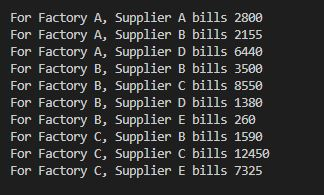 For Factory A, Supplier A bills 2800
For Factory A, Supplier B bills 2155
For Factory A, Supplier D bills 6440
For Factory B, Supplier B bills 3500
For Factory B, Supplier C bills 8550
For Factory B, Supplier D bills 1380
For Factory B, Supplier E bills 260
For Factory C, Supplier B bills 1590
For Factory C, Supplier C bills 12450
For Factory C, Supplier E bills 7325